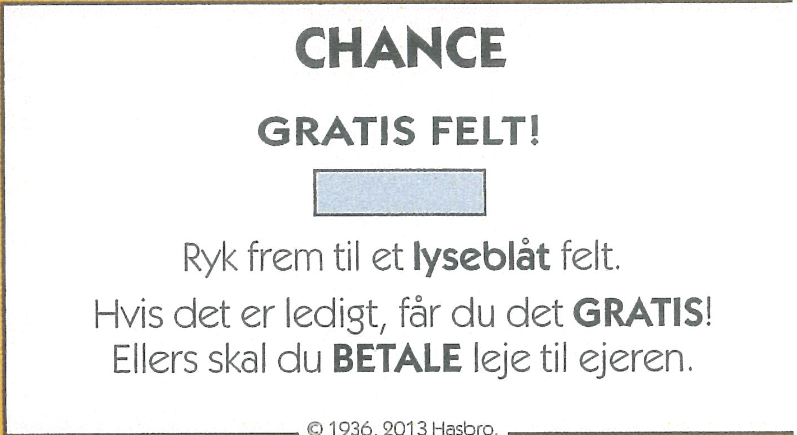 CHANCE
GRATIS FELT!
Ryk frem til et lyseblåt felt.
Hvis det er ledigt, får du det GRATIS!
Ellers skal du BETALE leje til ejeren.
© 1936, 2013 Hasbro.